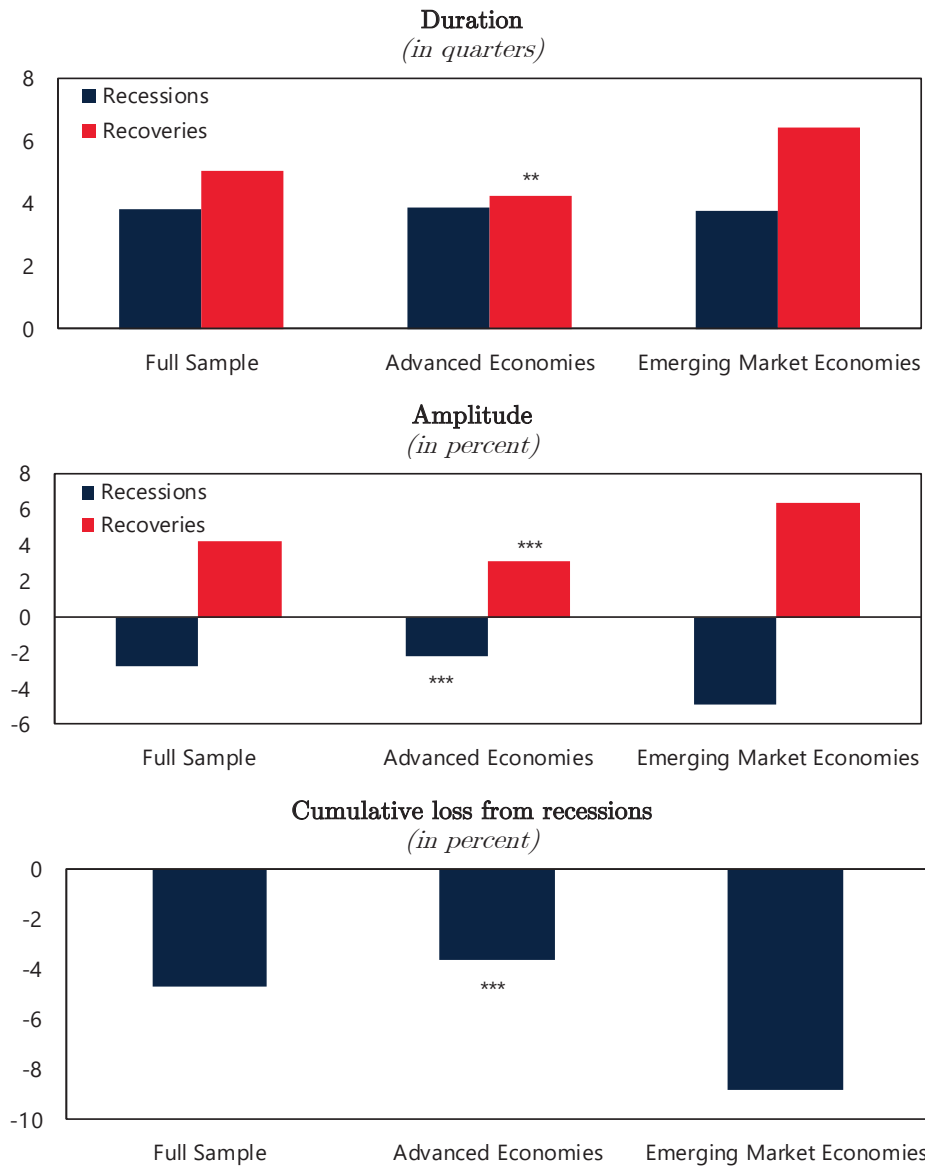 Duration
(in quarters)
8
Recessions
Recoveries
6
**
4
2
0
Full Sample Advanced Economies Emerging Market Economies
Amplitude
(in percent)
8
Recessions
6
Recoveries
***
4
2
0
-2
***
-4
-6
Full Sample Advanced Economies Emerging Market Economies
Cumulative loss from recessions
(in percent)
0
-2
-4
***
-6
-8
-10
Full Sample Advanced Economies Emerging Market Economies